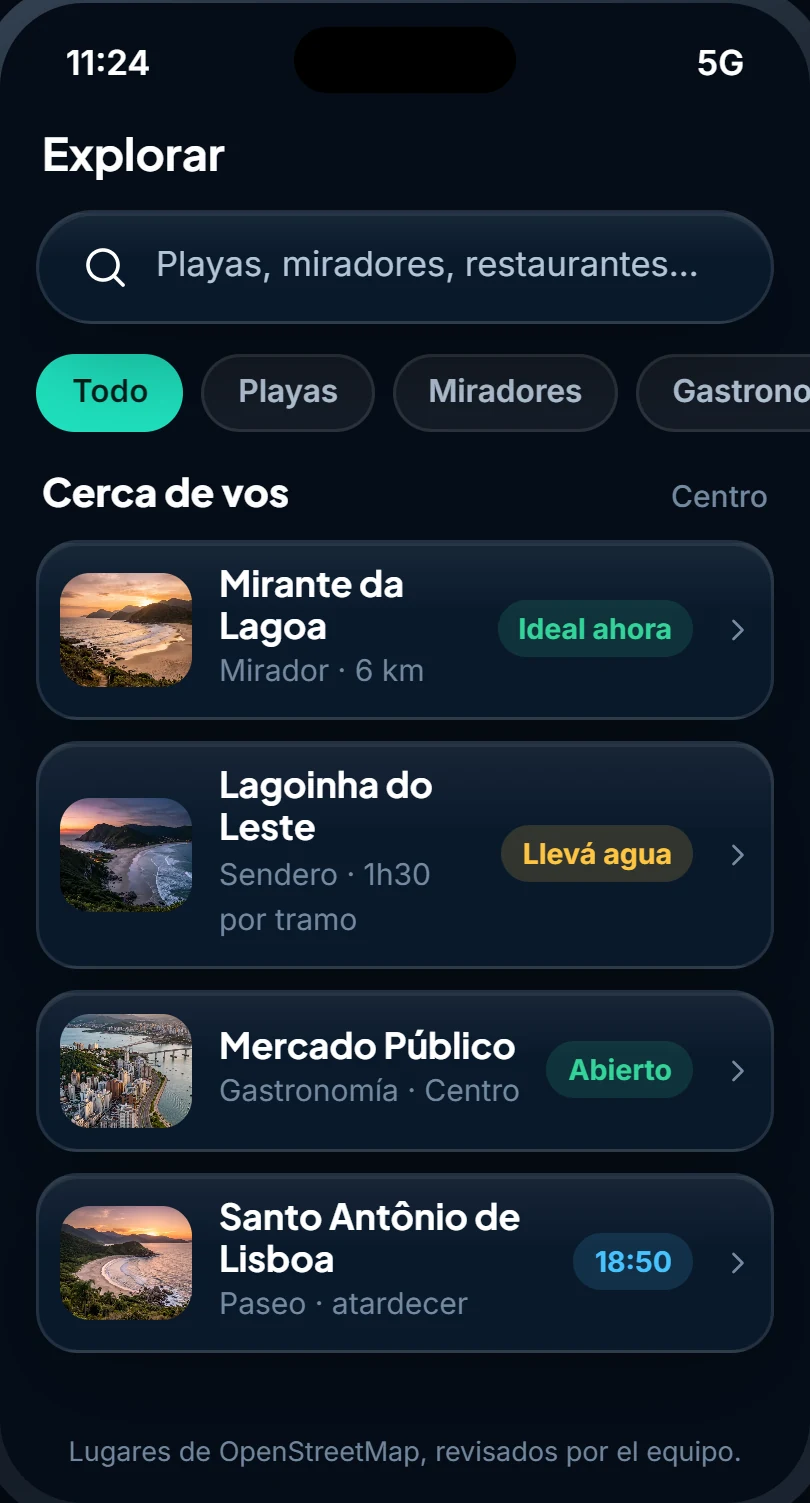 11:24
5G
Explorar
Playas, miradores, restaurantes...
Todo
Playas
Miradores
Gastrono
Cerca de vos
Centro
Mirante da
Lagoa
Mirador · 6 km
Ideal ahora
Lagoinha do
Leste
Sendero · 1h30
por tramo
Llevá agua
Mercado Público
Gastronomía · Centro
Abierto
Santo Antônio de
Lisboa
Paseo · atardecer
18:50
Lugares de OpenStreetMap, revisados por el equipo.